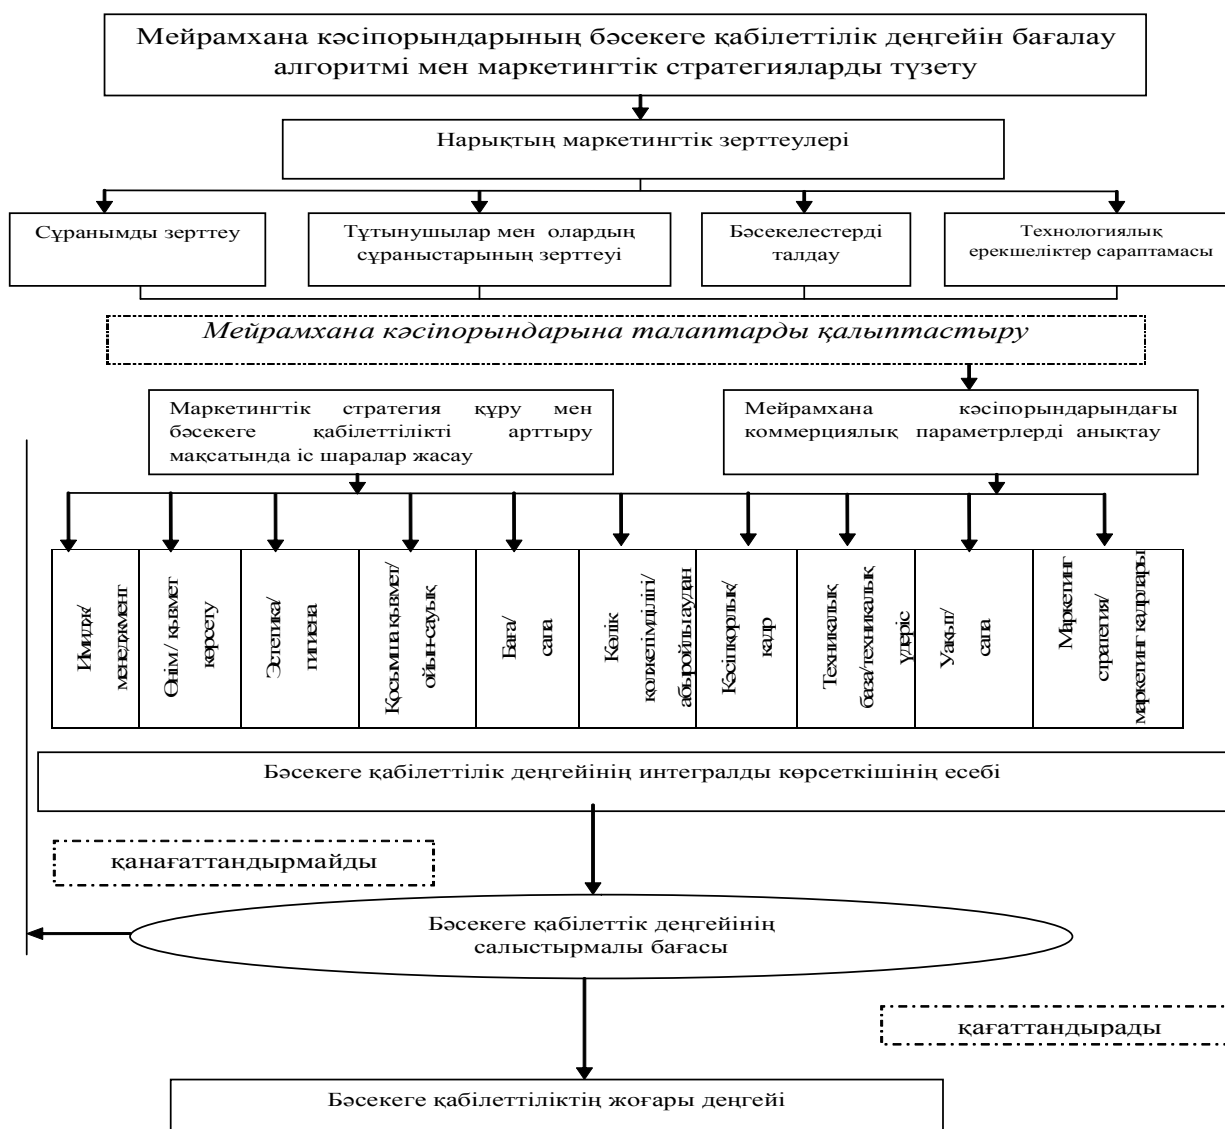 Мейрамхана кәсіпорындарының бәсекеге қабілеттілік деңгейін бағалау
алгоритмі мен маркетингтік стратегияларды түзету
Нарықтың маркетингтік зерттеулері
Сұранымды зерттеу
Тұтынушылар мен олардың
сұраныстарының зерттеуі
Бәсекелестерді
талдау
Технологиялық
ерекшеліктер сараптамасы
Мейрамхана кәсіпорындарына талаптарды қалыптастыру
Маркетингтік стратегия құру мен
бәсекеге қабілеттілікті арттыру
мақсатында іс шаралар жасау
Мейрамхана кәсіпорындарындағы
коммерциялық параметрлерді анықтау
Имидж/
менеджмент
Өнім/ қывмет
көрсету
Эстетика/
гигиена
Қосымша қывмет/
ойын-сауық
Баға/
сапа
Көлік
қолжетімділігі/
абыройлы аудан
Кәсіпкорлық/
кадр
Техникалық
база/техникалық
үдеріс
Уақыт/
сапа
Маркетинг
стратегия/
маркетинг кадрлары
Бәсекеге қабілеттілік деңгейінің интегралды көрсеткішінің есебі
қанағаттандырмайды
Бәсекеге қабілеттік деңгейінің
салыстырмалы бағасы
қағаттандырады
Бәсекеге қабілеттіліктің жоғары деңгейі